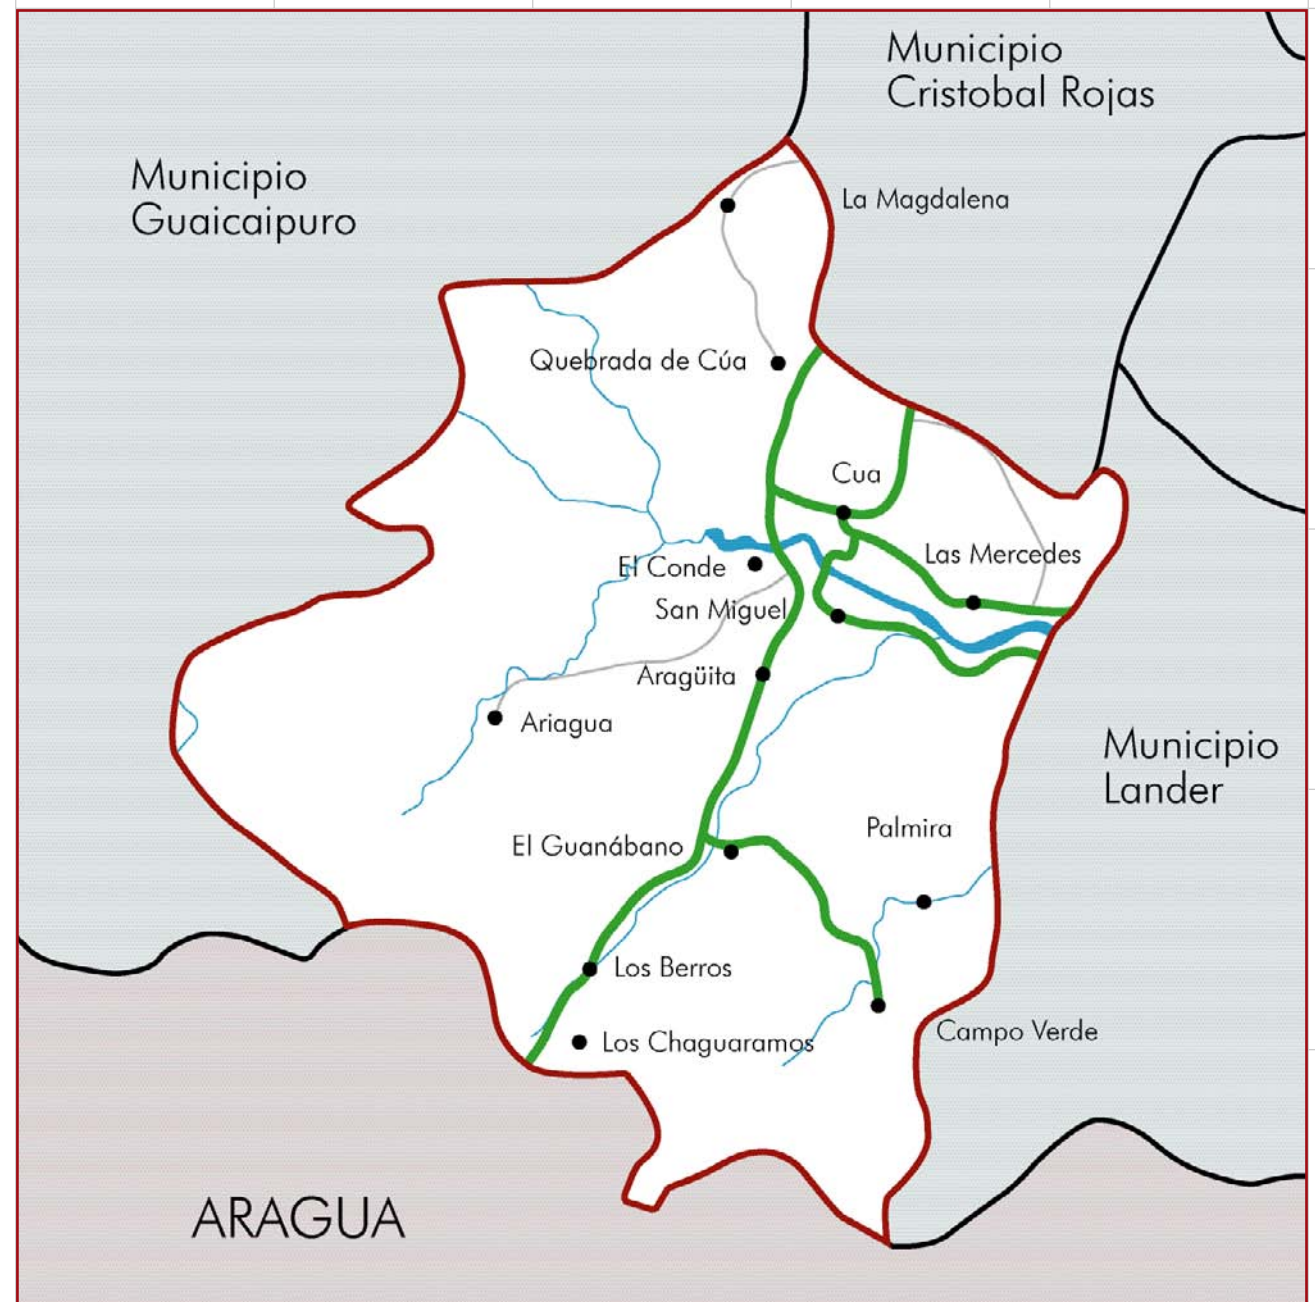 Municipio
Cristobal Rojas
Municipio
Guaicaipuro
La Magdalena
Quebrada de Cúa
Cua
Las Mercedes
El Conde
San Miguel
Aragüita
Ariagua
Municipio
Lander
Palmira
El Guanábano
Los Berros
Campo Verde
Los Chaguaramos
ARAGUA